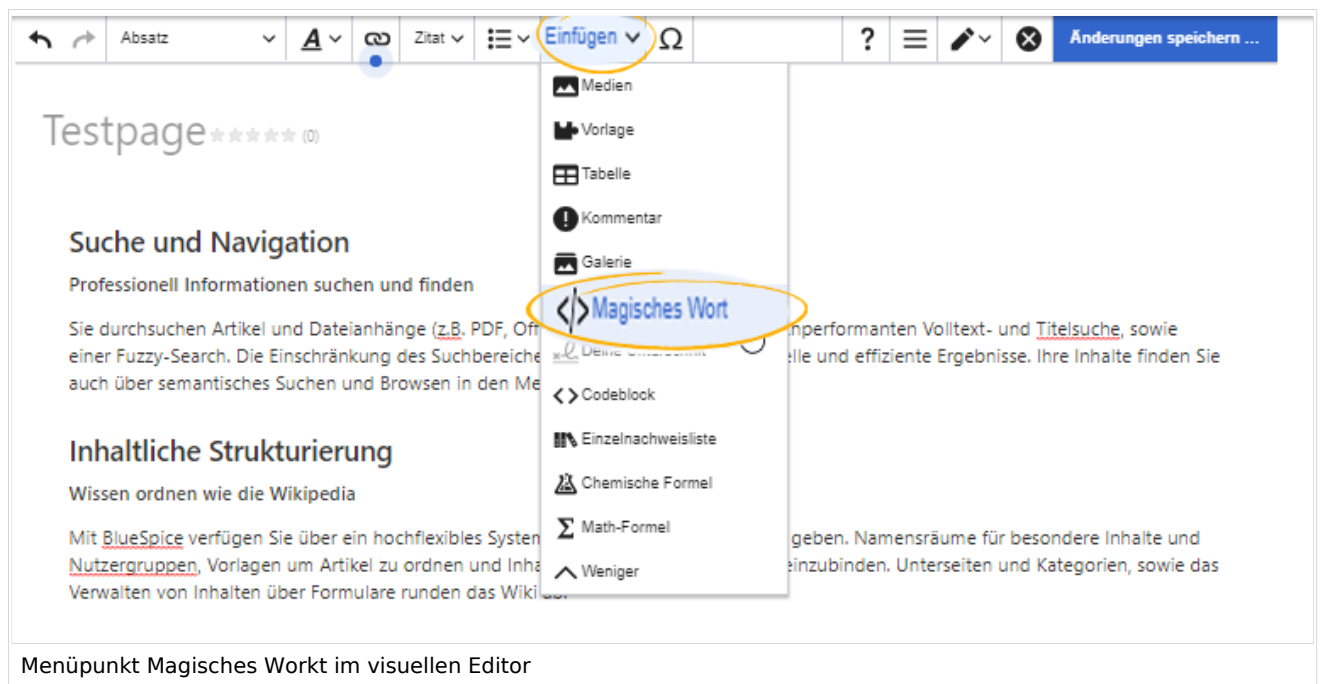 Absatz A Zitat Einfügen Ω ? Änderungen speichern ...
Medien
Testpage (0)
Vorlage
Tabelle
Kommentar
Galerie
Magisches Wort
Deine Unterschrift
Codeblock
Einzelnachweisliste
Chemische Formel
Math-Formel
Weniger
Suche und Navigation
Professionell Informationen suchen und finden
Sie durchsuchen Artikel und Dateianhänge (z.B. PDF, Off hperformanten Volltext- und Titelsuche, sowie
einer Fuzzy-Search. Die Einschränkung des Suchbereiche elle und effiziente Ergebnisse. Ihre Inhalte finden Sie
auch über semantisches Suchen und Browsen in den Me
Inhaltliche Strukturierung
Wissen ordnen wie die Wikipedia
Mit BlueSpice verfügen Sie über ein hochflexibles System geben. Namensräume für besondere Inhalte und
Nutzergruppen, Vorlagen um Artikel zu ordnen und Inha einzubinden. Unterseiten und Kategorien, sowie das
Verwalten von Inhalten über Formulare runden das Wiki ab.
Menüpunkt Magisches Workt im visuellen Editor